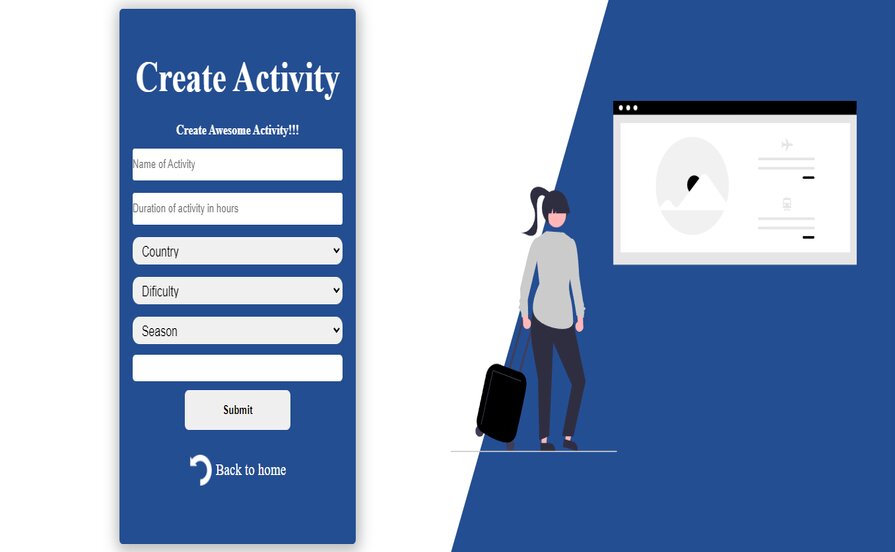 Create Activity
Create Awesome Activity!!!
Name of Activity
Duration of activity in hours
Country
Dificulty
Season
Submit
Back to home